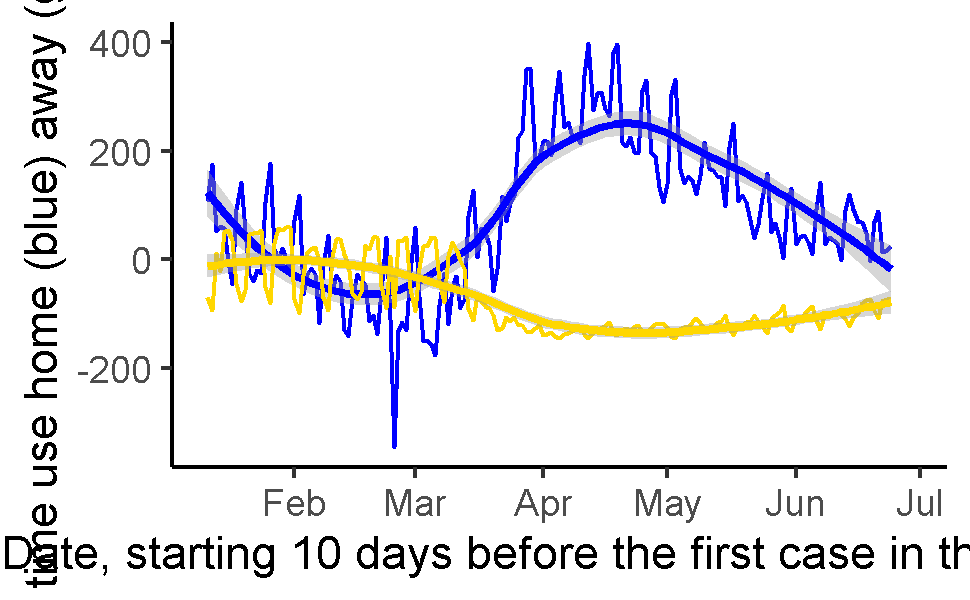 time use home (blue) away (
400
200
0
-200
Feb Mar Apr May Jun Jul
Date, starting 10 days before the first case in th